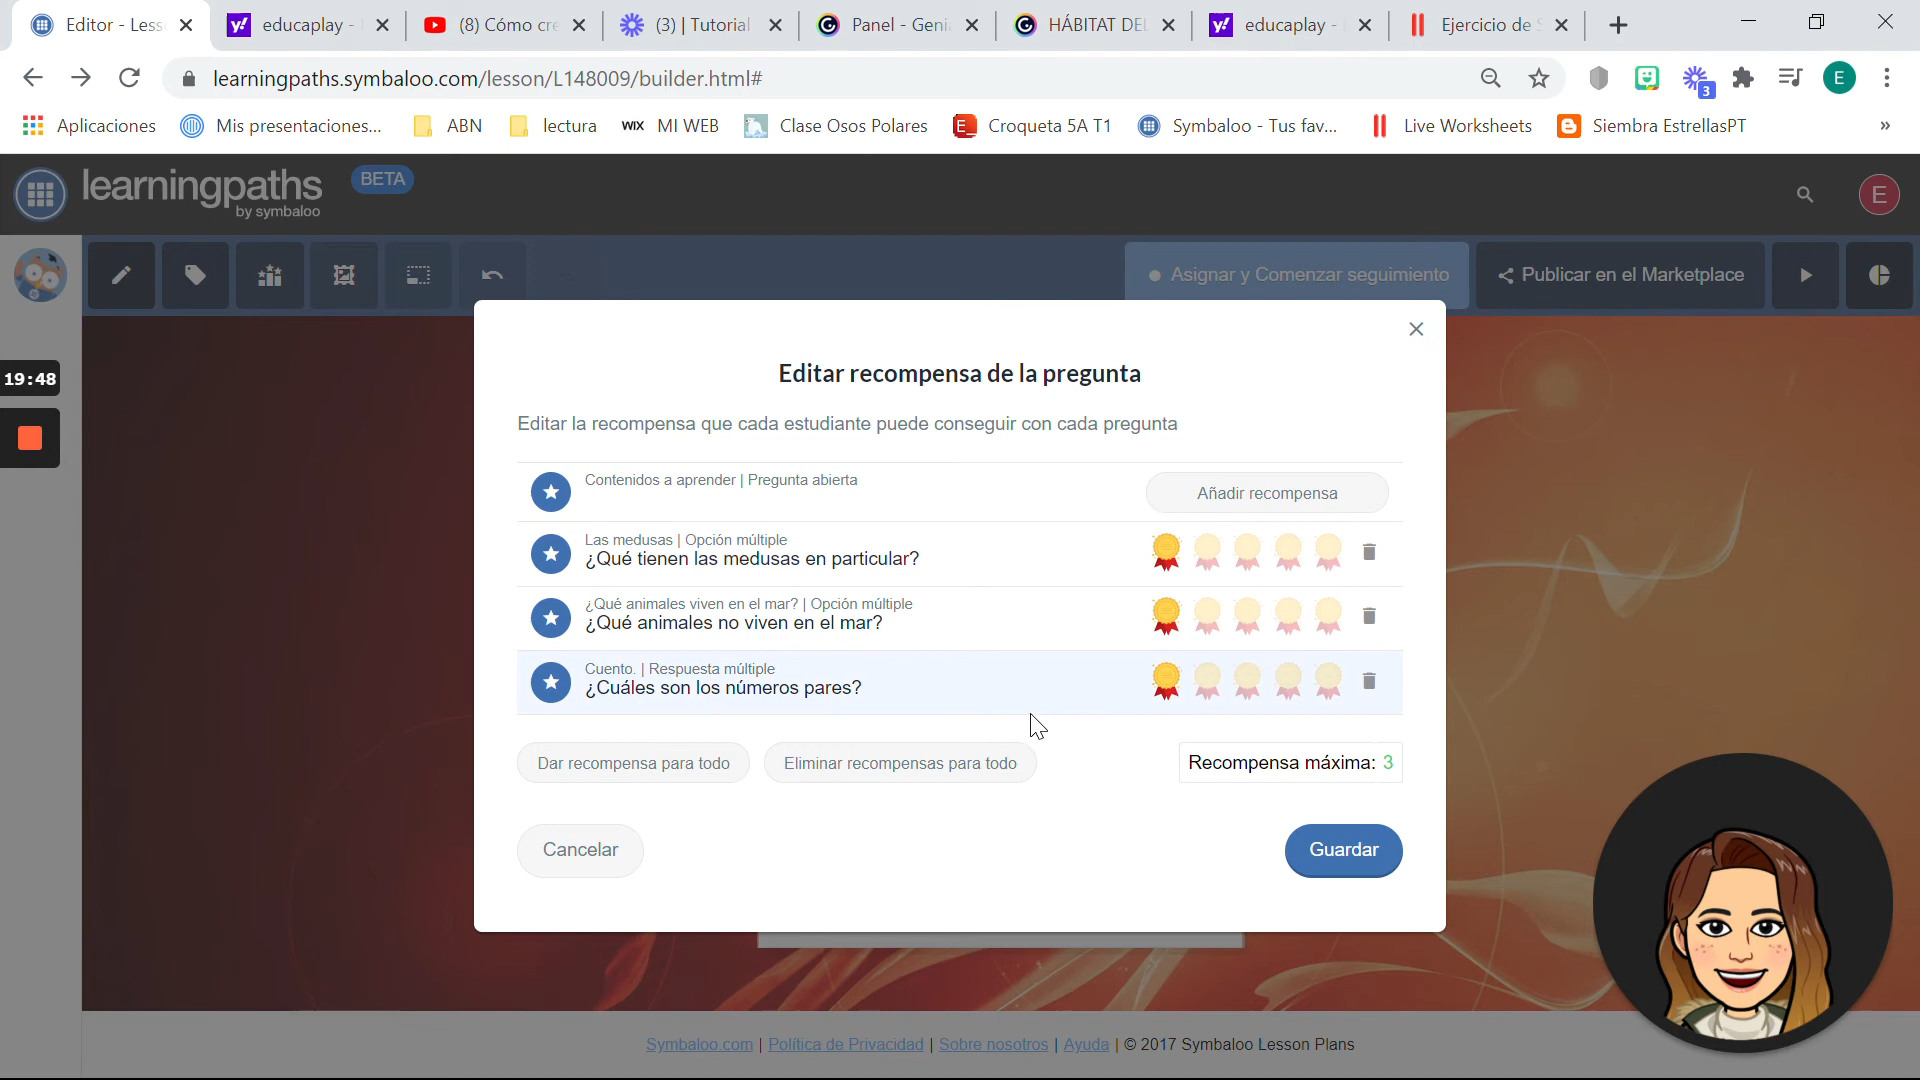 Editor - Less
educaplay -
(8) Cómo cre
(3) | Tutorial
Panel - Genia
HÁBITAT DEL
educaplay -
Ejercicio de S
learningpaths.symbaloo.com/lesson/L148009/builder.html#
E
3
Aplicaciones
Mis presentaciones...
ABN
lectura
WIX MI WEB
Clase Osos Polares
Croqueta 5A T1
Symbaloo - Tus fav...
Live Worksheets
Siembra EstrellasPT
»
learningpaths
by symbaloo
BETA
E
Asignar y Comenzar seguimiento
Publicar en el Marketplace
19:48
Editar recompensa de la pregunta
Editar la recompensa que cada estudiante puede conseguir con cada pregunta
Contenidos a aprender | Pregunta abierta
Añadir recompensa
Las medusas | Opción múltiple
¿Qué tienen las medusas en particular?
¿Qué animales viven en el mar? | Opción múltiple
¿Qué animales no viven en el mar?
Cuento. | Respuesta múltiple
¿Cuáles son los números pares?
Dar recompensa para todo
Eliminar recompensas para todo
Recompensa máxima: 3
Cancelar
Guardar
Symbaloo.com | Política de Privacidad | Sobre nosotros | Ayuda | © 2017 Symbaloo Lesson Plans